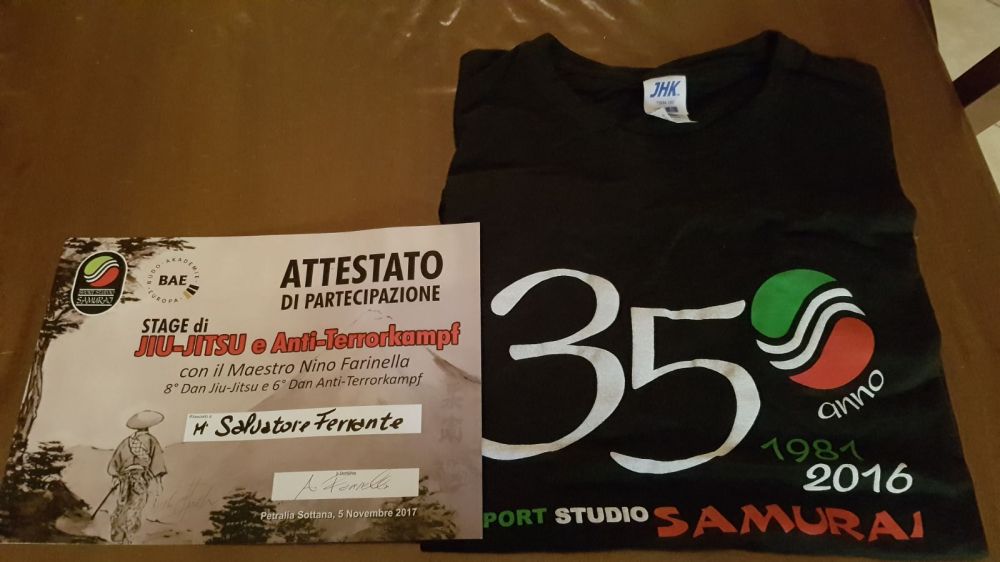 SPORT STUDIO
SAMURAI
BUDO-AKADEMIE
BAE
EUROPA
ATTESTATO
DI PARTECIPAZIONE
STAGE di
JIU-JITSU e Anti-Terrorkampf
con il Maestro Nino Farinella
8° Dan Jiu-Jitsu e 6° Dan Anti-Terrorkampf
M° Salvatore Ferrante
Petralia Sottana, 5 Novembre 2017
JHK
35
anno
1981
2016
PORT STUDIO SAMURAI